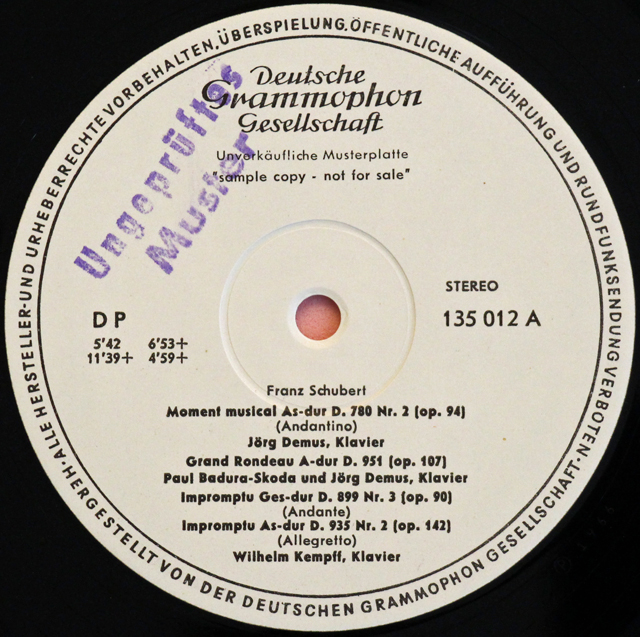 ·ALLE HERSTELLER-UND URHEBERRECHTE VORBEHALTEN. ÜBERSPIELUNG. ÖFFENTLICHE AUFFÜHRUNG UND RUNDFUNKSENDUNG VERBOTEN·
Deutsche
Grammophon
Gesellschaft
Unverkäufliche Musterplatte
"sample copy - not for sale"
Ungeprüftes
Muster
STEREO
DP
135 012 A
5'42 6'53+
11'39+ 4'59+
Franz Schubert
Moment musical As-dur D. 780 Nr. 2 (op. 94)
(Andantino)
Jörg Demus, Klavier
Grand Rondeau A-dur D. 951 (op. 107)
Paul Badura-Skoda und Jörg Demus, Klavier
Impromptu Ges-dur D. 899 Nr. 3 (op. 90)
(Andante)
Impromptu As-dur D. 935 Nr. 2 (op. 142)
(Allegretto)
Wilhelm Kempff, Klavier
HERGESTELLT VON DER DEUTSCHEN GRAMMOPHON GESELLSCHAFT·